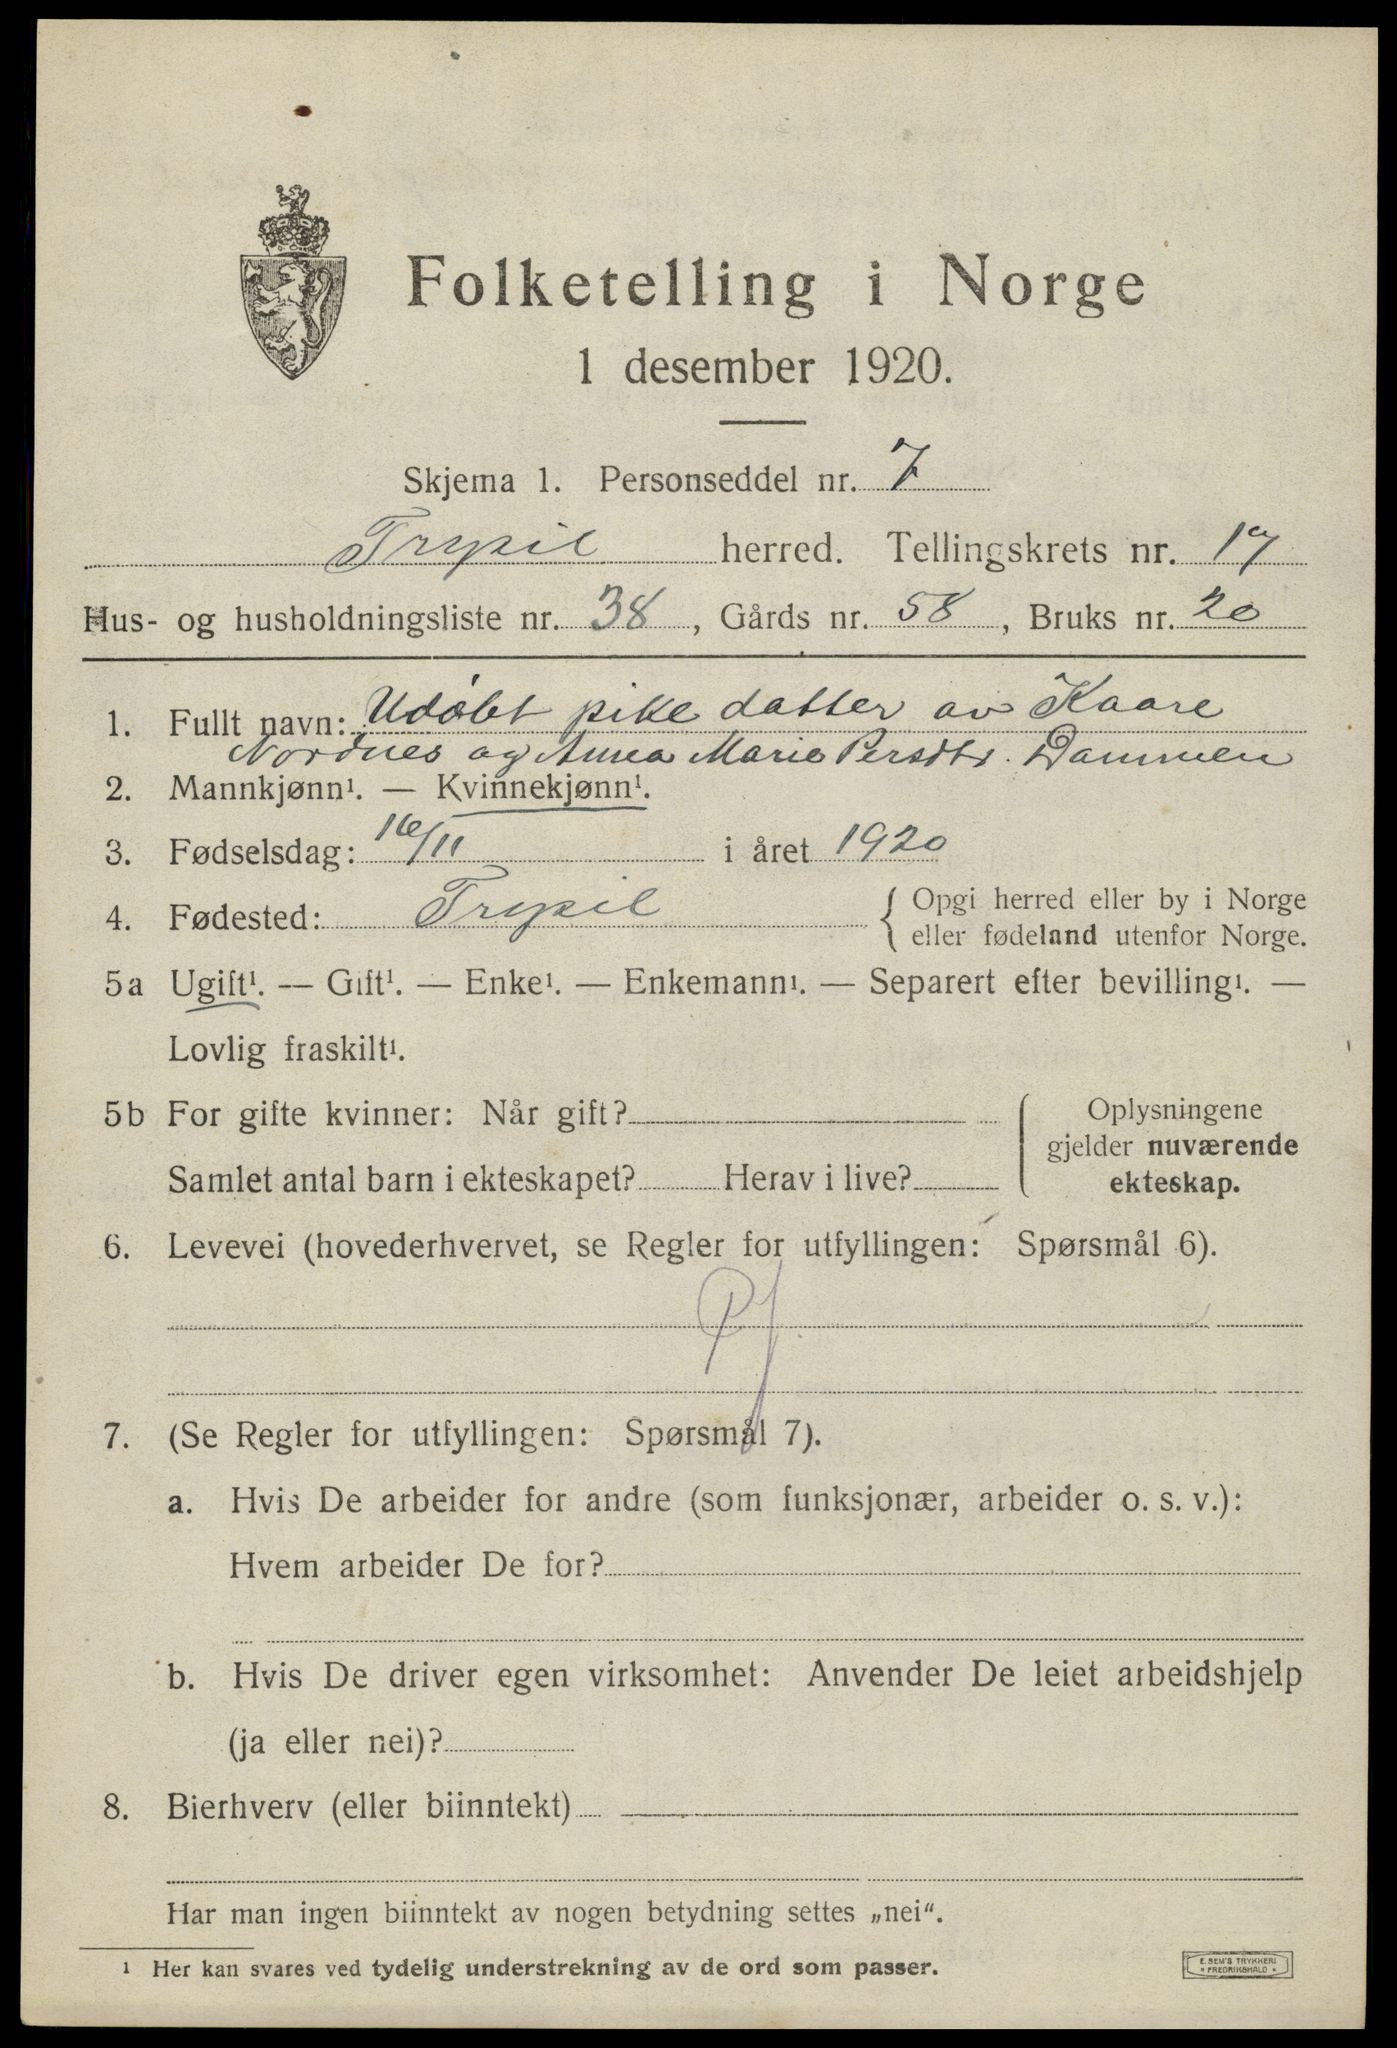 Folketelling i Norge
1 desember 1920.
Skjema 1. Personseddel nr. 7
Trysil herred. Tellingskrets nr. 17
Hus- og husholdningsliste nr. 38, Gårds nr. 58, Bruks nr. 20
1. Fullt navn: Udöbt pike datter av Kaare
Nordnes og Anna Marie Persdtr. Dammen
2. Mannkjønn¹. — Kvinnekjønn¹.
3. Fødselsdag: 16/11 i året 1920
4. Fødested: Trysil { Opgi herred eller by i Norge
eller fødeland utenfor Norge.
5a Ugift¹. — Gift¹. — Enke¹. — Enkemann¹. — Separert efter bevilling¹. —
Lovlig fraskilt¹.
5b For gifte kvinner: Når gift?
Samlet antal barn i ekteskapet? Herav i live?
Oplysningene
gjelder nuværende
ekteskap.
6. Levevei (hovederhvervet, se Regler for utfyllingen: Spørsmål 6).
7. (Se Regler for utfyllingen: Spørsmål 7).
a. Hvis De arbeider for andre (som funksjonær, arbeider o. s. v.):
Hvem arbeider De for?
b. Hvis De driver egen virksomhet: Anvender De leiet arbeidshjelp
(ja eller nei)?
8. Bierhverv (eller biinntekt)
Har man ingen biinntekt av nogen betydning settes „nei“.
¹ Her kan svares ved tydelig understrekning av de ord som passer.
E. SEM'S TRYKKERI
* FREDRIKSHALD *